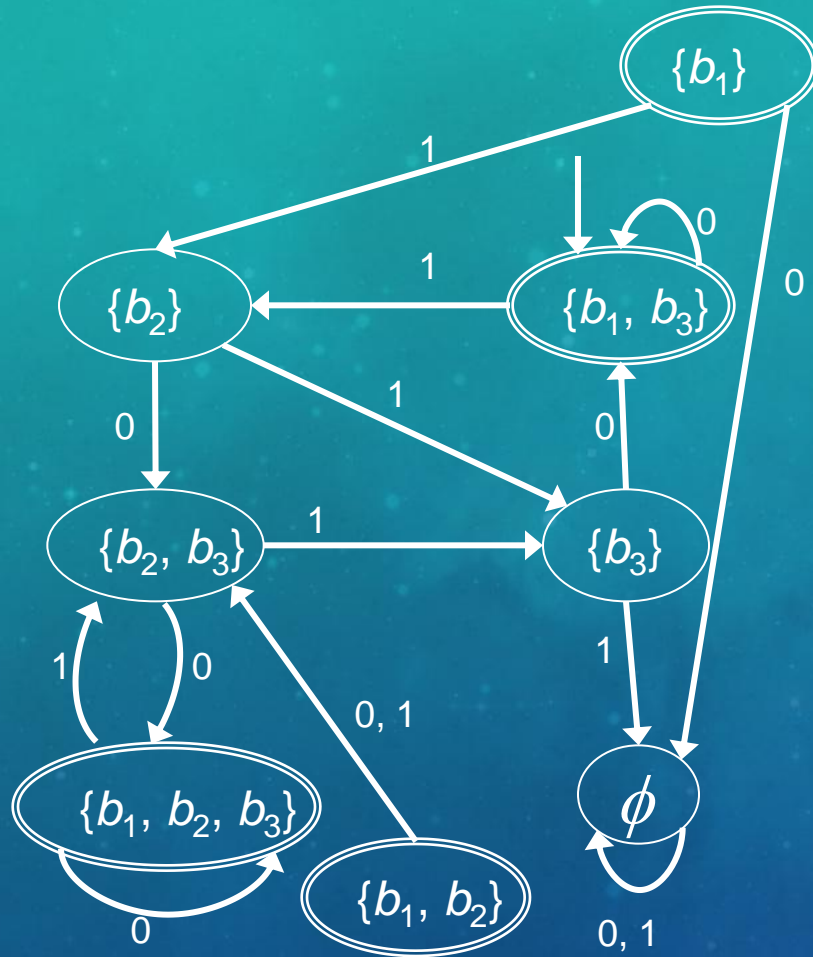 {b₁}
1
0
1
0
{b₂}
{b₁, b₃}
0
1
0
{b₂, b₃}
1
{b₃}
1
0
1
0, 1
{b₁, b₂, b₃}
ϕ
{b₁, b₂}
0
0, 1